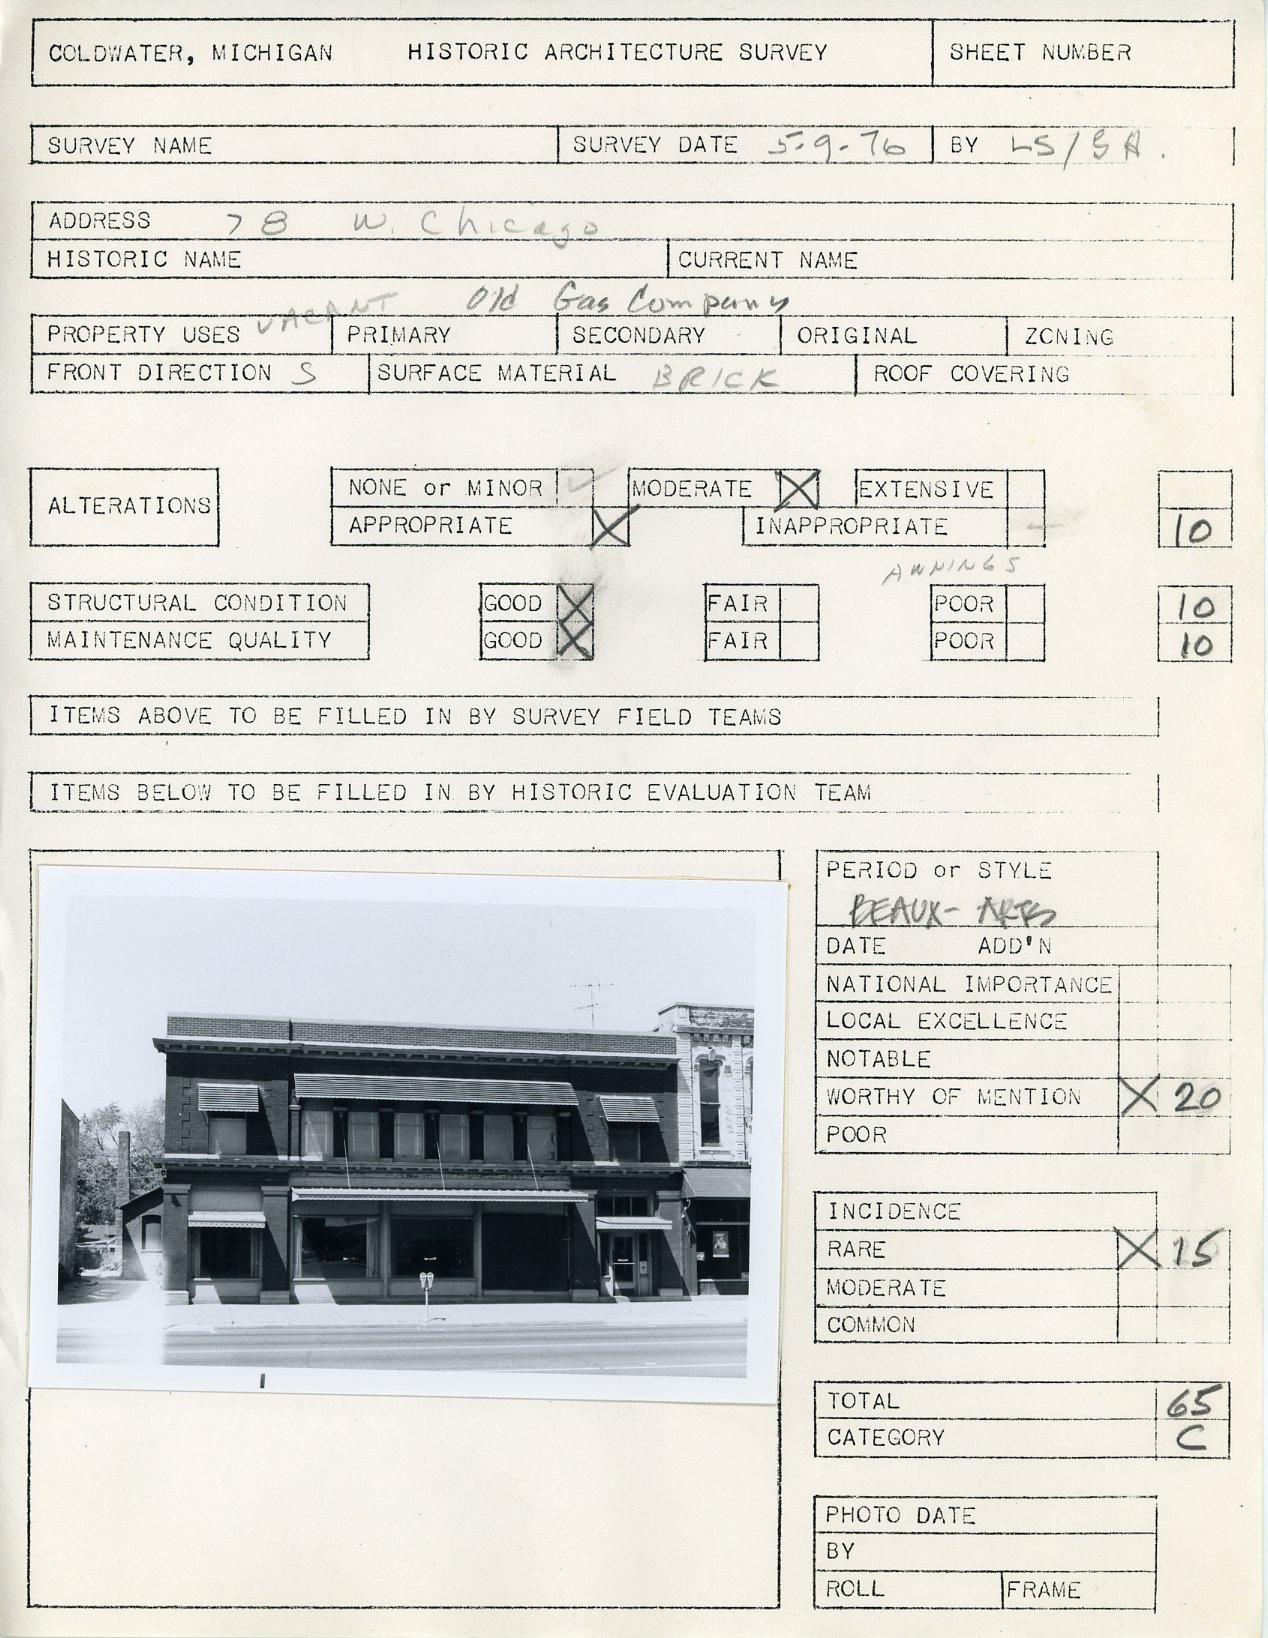 COLDWATER, MICHIGAN HISTORIC ARCHITECTURE SURVEY SHEET NUMBER
SURVEY NAME SURVEY DATE 5-9-76 BY LS/GA.
ADDRESS 78 W. Chicago
HISTORIC NAME CURRENT NAME
VACANT Old Gas Company
PROPERTY USES PRIMARY SECONDARY ORIGINAL ZONING
FRONT DIRECTION S SURFACE MATERIAL BRICK ROOF COVERING
ALTERATIONS NONE or MINOR MODERATE X EXTENSIVE
APPROPRIATE X INAPPROPRIATE 10
AWNINGS
STRUCTURAL CONDITION GOOD X FAIR POOR 10
MAINTENANCE QUALITY GOOD X FAIR POOR 10
ITEMS ABOVE TO BE FILLED IN BY SURVEY FIELD TEAMS
ITEMS BELOW TO BE FILLED IN BY HISTORIC EVALUATION TEAM
PERIOD or STYLE
BEAUX-ARTS
DATE ADD'N
NATIONAL IMPORTANCE
LOCAL EXCELLENCE
NOTABLE
WORTHY OF MENTION X 20
POOR
INCIDENCE
RARE X 15
MODERATE
COMMON
TOTAL 65
CATEGORY C
PHOTO DATE
BY
ROLL FRAME